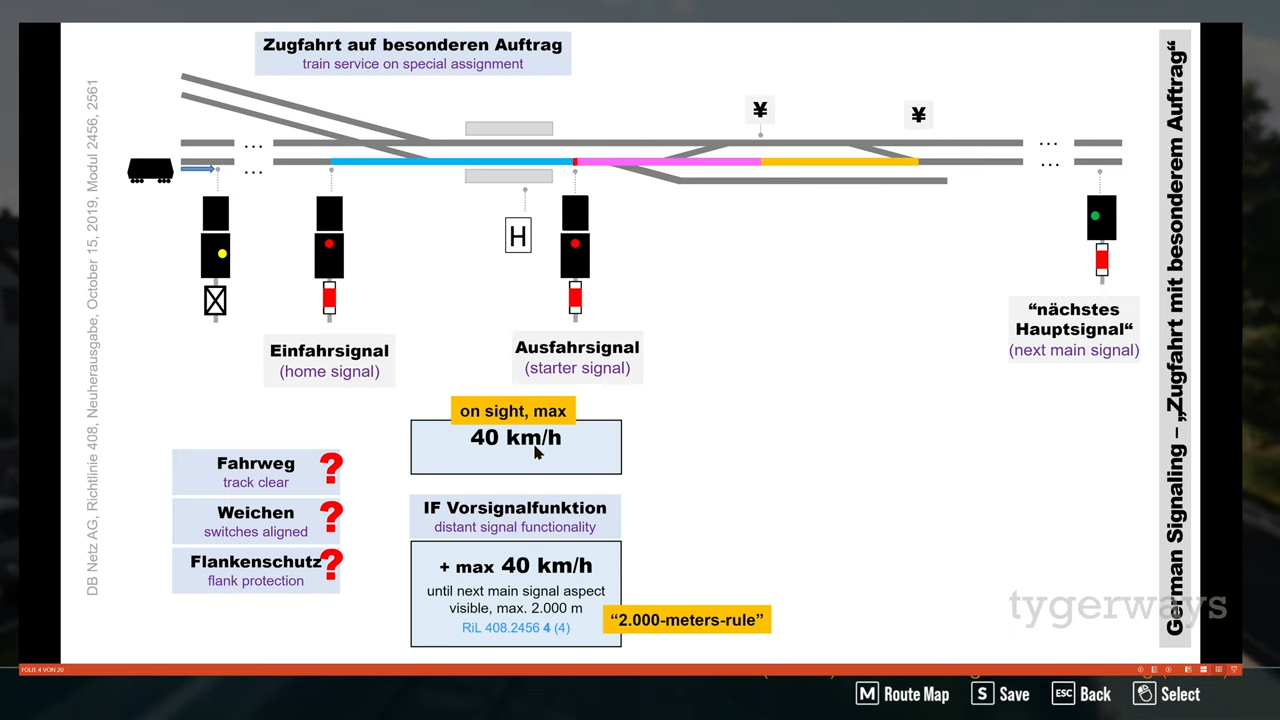 Zugfahrt auf besonderen Auftrag
train service on special assignment
¥
¥
... ...
... ...
H
Einfahrsignal
(home signal)
Ausfahrsignal
(starter signal)
“nächstes
Hauptsignal“
(next main signal)
on sight, max
40 km/h
Fahrweg ?
track clear
Weichen ?
switches aligned
Flankenschutz ?
flank protection
IF Vorsignalfunktion
distant signal functionality
+ max 40 km/h
until next main signal aspect
visible, max. 2.000 m
RiL 408.2456 4 (4)
“2.000-meters-rule”
DB Netz AG, Richtlinie 408, Neuherausgabe, October 15, 2019, Modul 2456, 2561
German Signaling – „Zugfahrt mit besonderem Auftrag“
tygerways
FOLIE 4 VON 20
M Route Map
S Save
ESC Back
Select